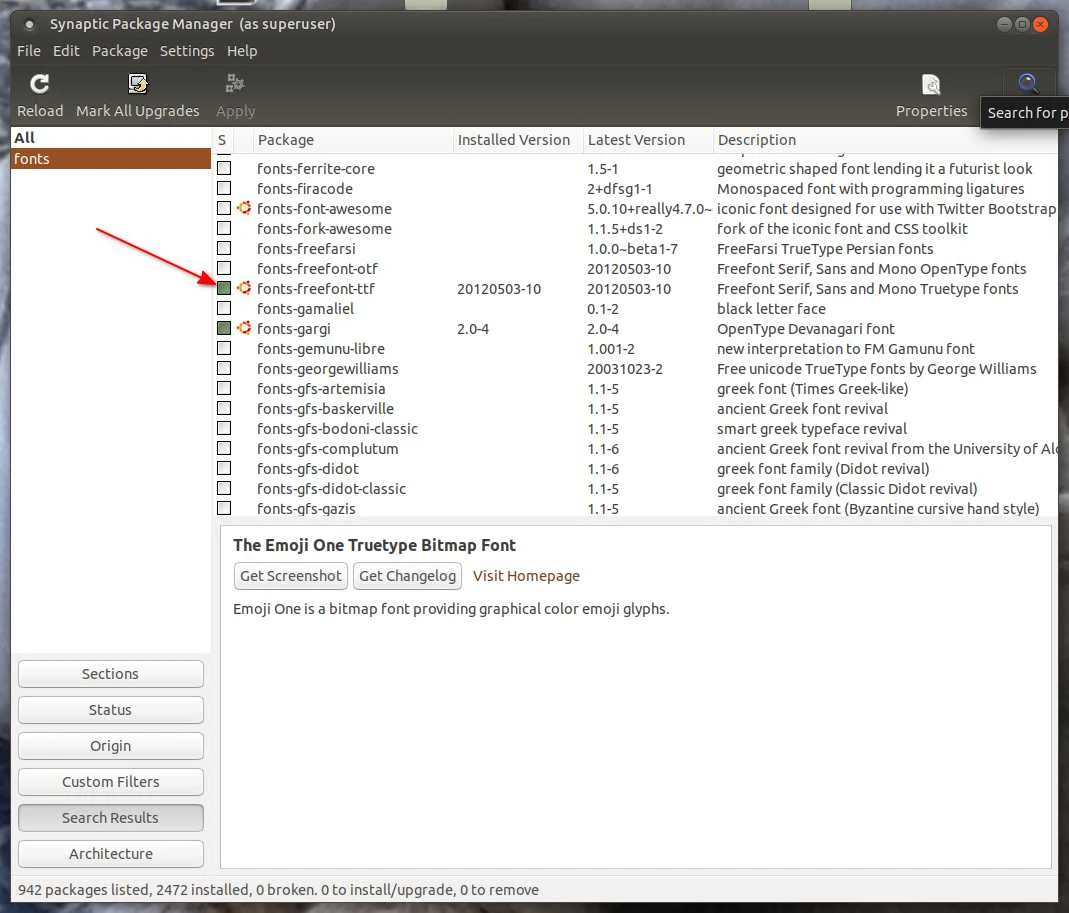 Synaptic Package Manager (as superuser)
File Edit Package Settings Help
Reload Mark All Upgrades Apply Properties
Search for p
All
fonts
S Package Installed Version Latest Version Description
fonts-ferrite-core 1.5-1 geometric shaped font lending it a futurist look
fonts-firacode 2+dfsg1-1 Monospaced font with programming ligatures
fonts-font-awesome 5.0.10+really4.7.0~ iconic font designed for use with Twitter Bootstrap
fonts-fork-awesome 1.1.5+ds1-2 fork of the iconic font and CSS toolkit
fonts-freefarsi 1.0.0~beta1-7 FreeFarsi TrueType Persian fonts
fonts-freefont-otf 20120503-10 Freefont Serif, Sans and Mono OpenType fonts
fonts-freefont-ttf 20120503-10 20120503-10 Freefont Serif, Sans and Mono Truetype fonts
fonts-gamaliel 0.1-2 black letter face
fonts-gargi 2.0-4 2.0-4 OpenType Devanagari font
fonts-gemunu-libre 1.001-2 new interpretation to FM Gamunu font
fonts-georgewilliams 20031023-2 Free unicode TrueType fonts by George Williams
fonts-gfs-artemisia 1.1-5 greek font (Times Greek-like)
fonts-gfs-baskerville 1.1-5 ancient Greek font revival
fonts-gfs-bodoni-classic 1.1-5 smart greek typeface revival
fonts-gfs-complutum 1.1-6 ancient Greek font revival from the University of Alc
fonts-gfs-didot 1.1-6 greek font family (Didot revival)
fonts-gfs-didot-classic 1.1-5 greek font family (Classic Didot revival)
fonts-gfs-gazis 1.1-5 ancient Greek font (Byzantine cursive hand style)
The Emoji One Truetype Bitmap Font
Get Screenshot Get Changelog Visit Homepage
Emoji One is a bitmap font providing graphical color emoji glyphs.
Sections
Status
Origin
Custom Filters
Search Results
Architecture
942 packages listed, 2472 installed, 0 broken. 0 to install/upgrade, 0 to remove